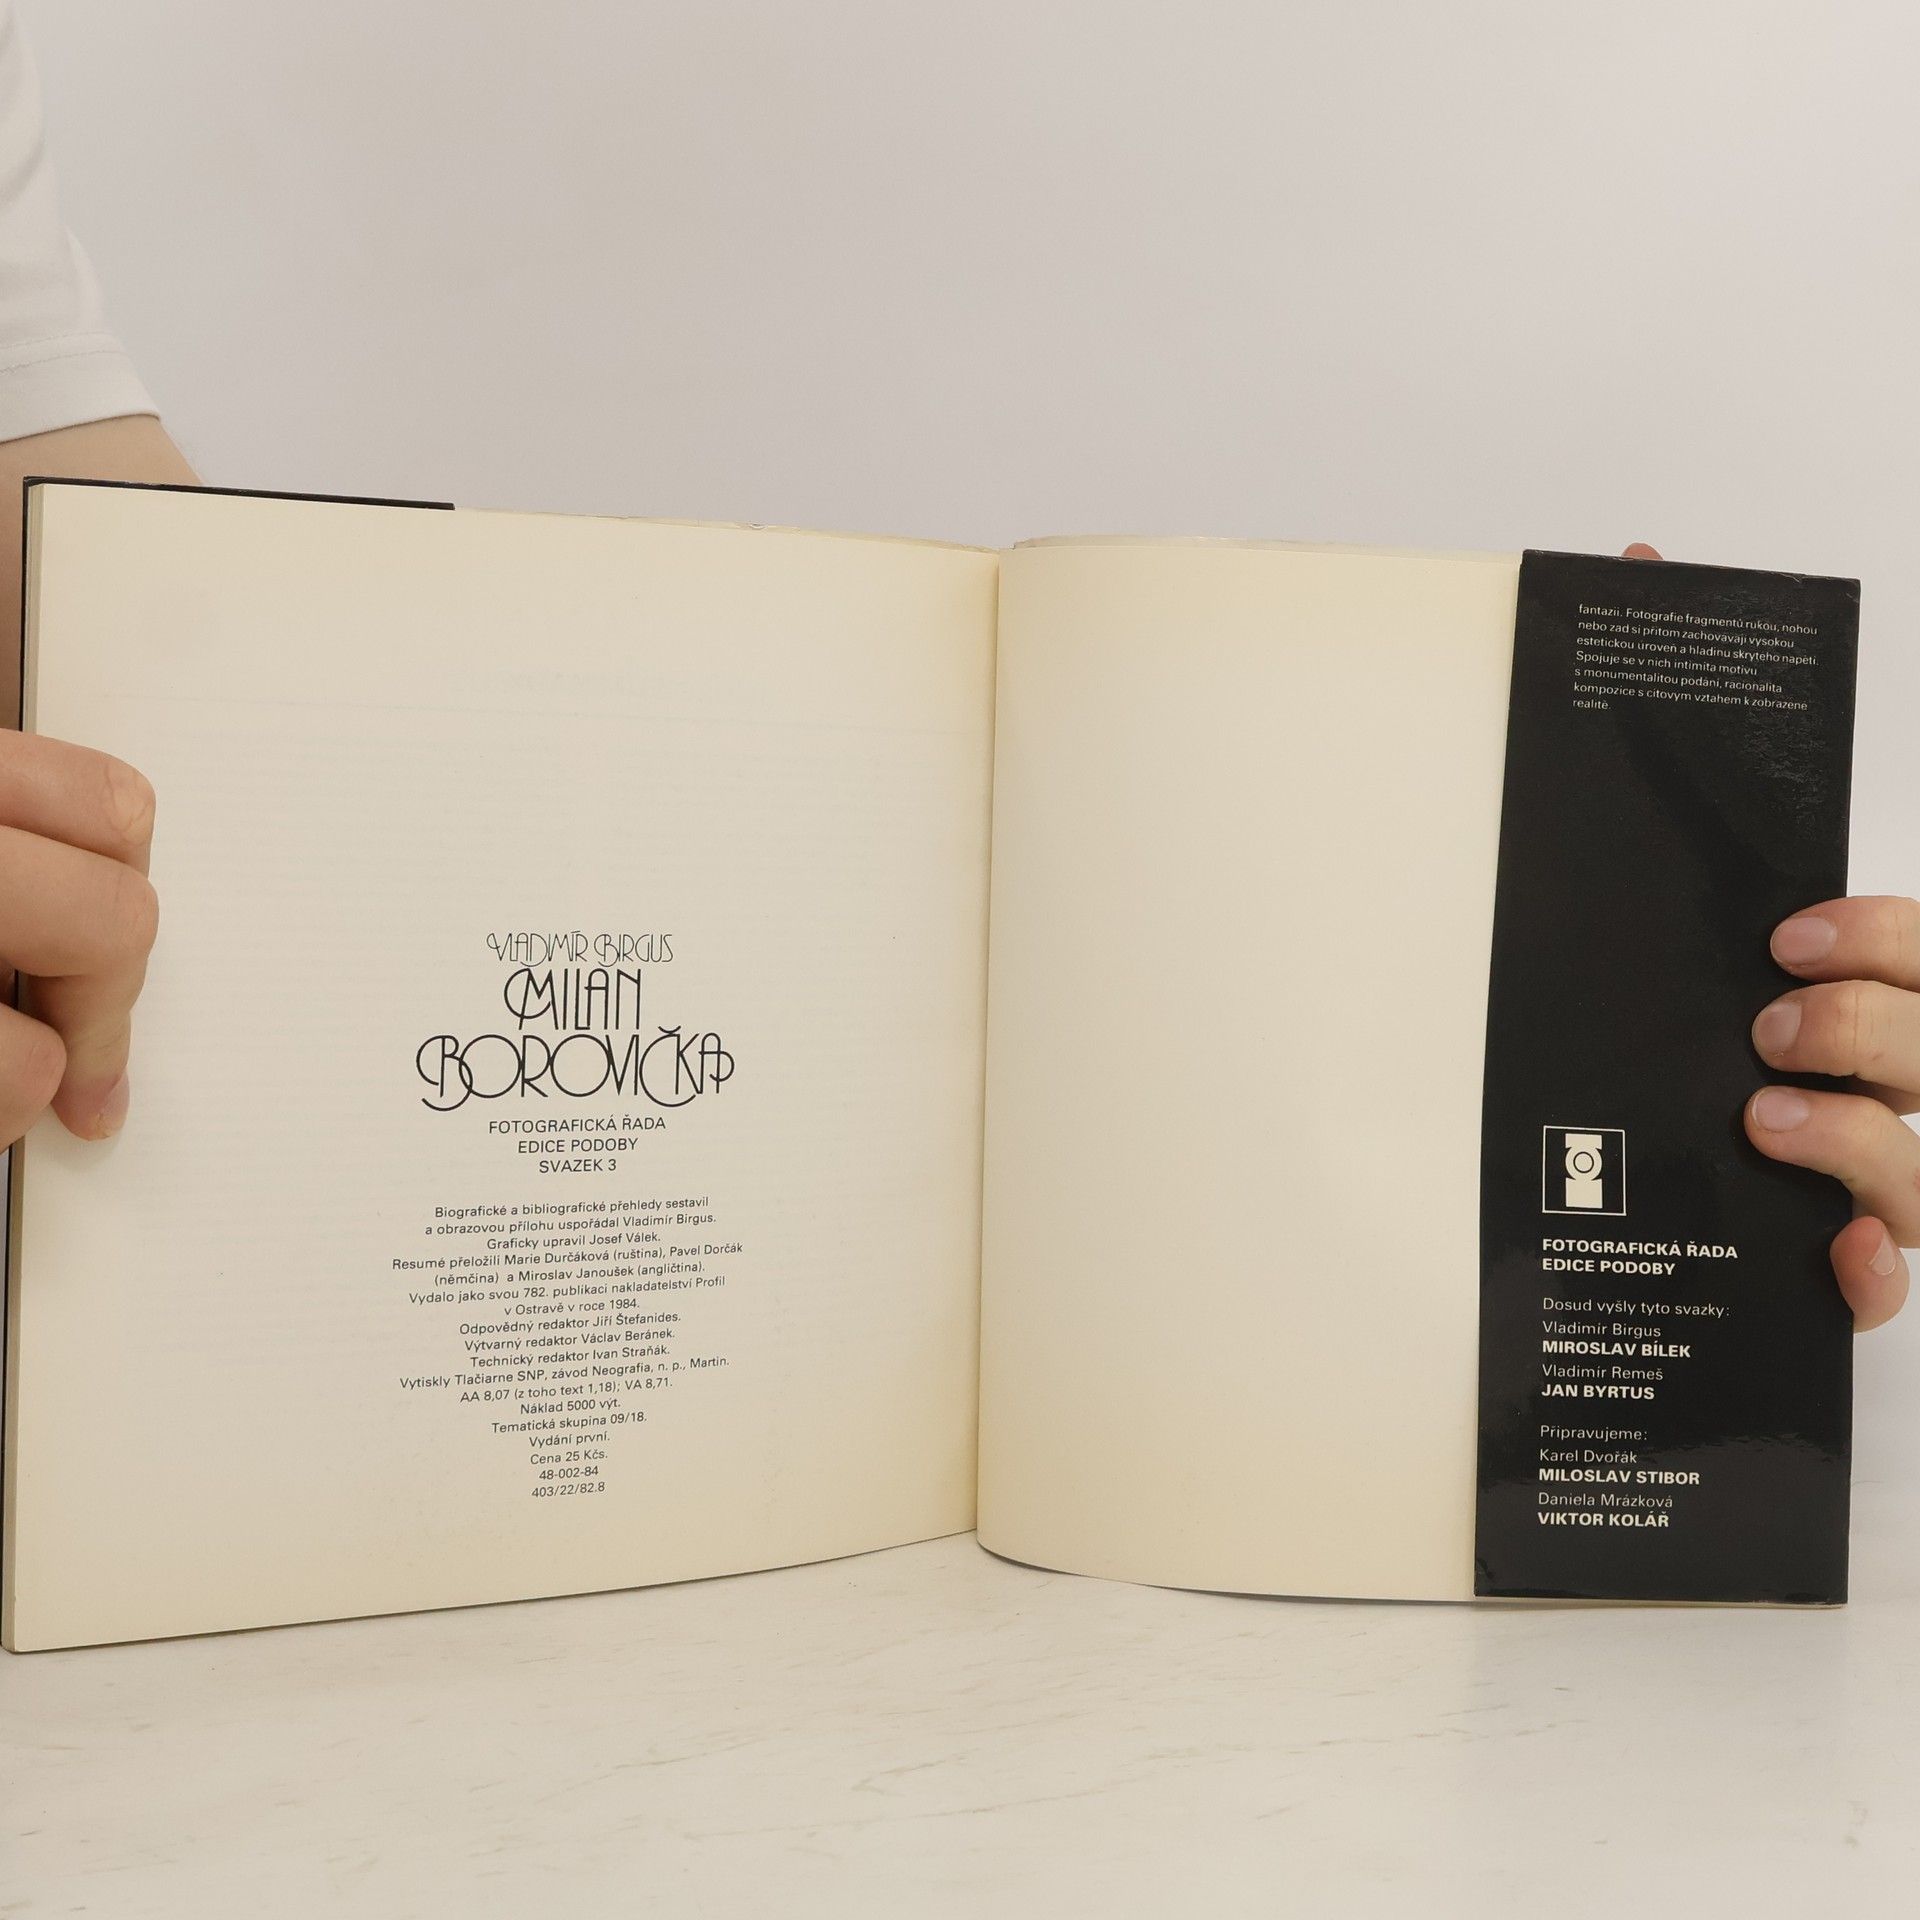 VLADIMÍR BIRGUS
MILAN
BOROVIČKA
FOTOGRAFICKÁ ŘADA
EDICE PODOBY
SVAZEK 3
Biografické a bibliografické přehledy sestavil
a obrazovou přílohu uspořádal Vladimír Birgus.
Graficky upravil Josef Válek.
Resumé přeložili Marie Durčáková (ruština), Pavel Dorčák
(němčina) a Miroslav Janoušek (angličtina).
Vydalo jako svou 782. publikaci nakladatelství Profil
v Ostravě v roce 1984.
Odpovědný redaktor Jiří Štefanides.
Výtvarný redaktor Václav Beránek.
Technický redaktor Ivan Straňák.
Vytiskly Tlačiarne SNP, závod Neografia, n. p., Martin.
AA 8,07 (z toho text 1,18); VA 8,71.
Náklad 5000 výt.
Tematická skupina 09/18.
Vydání první.
Cena 25 Kčs.
48-002-84
403/22/82.8
fantazii. Fotografie fragmentů rukou, nohou
nebo zad si přitom zachovávají vysokou
estetickou úroveň a hladinu skrytého napětí.
Spojuje se v nich intimita motivu
s monumentalitou podání, racionalita
kompozice s citovým vztahem k zobrazené
realitě.
FOTOGRAFICKÁ ŘADA
EDICE PODOBY
Dosud vyšly tyto svazky:
Vladimír Birgus
MIROSLAV BÍLEK
Vladimír Remeš
JAN BYRTUS
Připravujeme:
Karel Dvořák
MILOSLAV STIBOR
Daniela Mrázková
VIKTOR KOLÁŘ